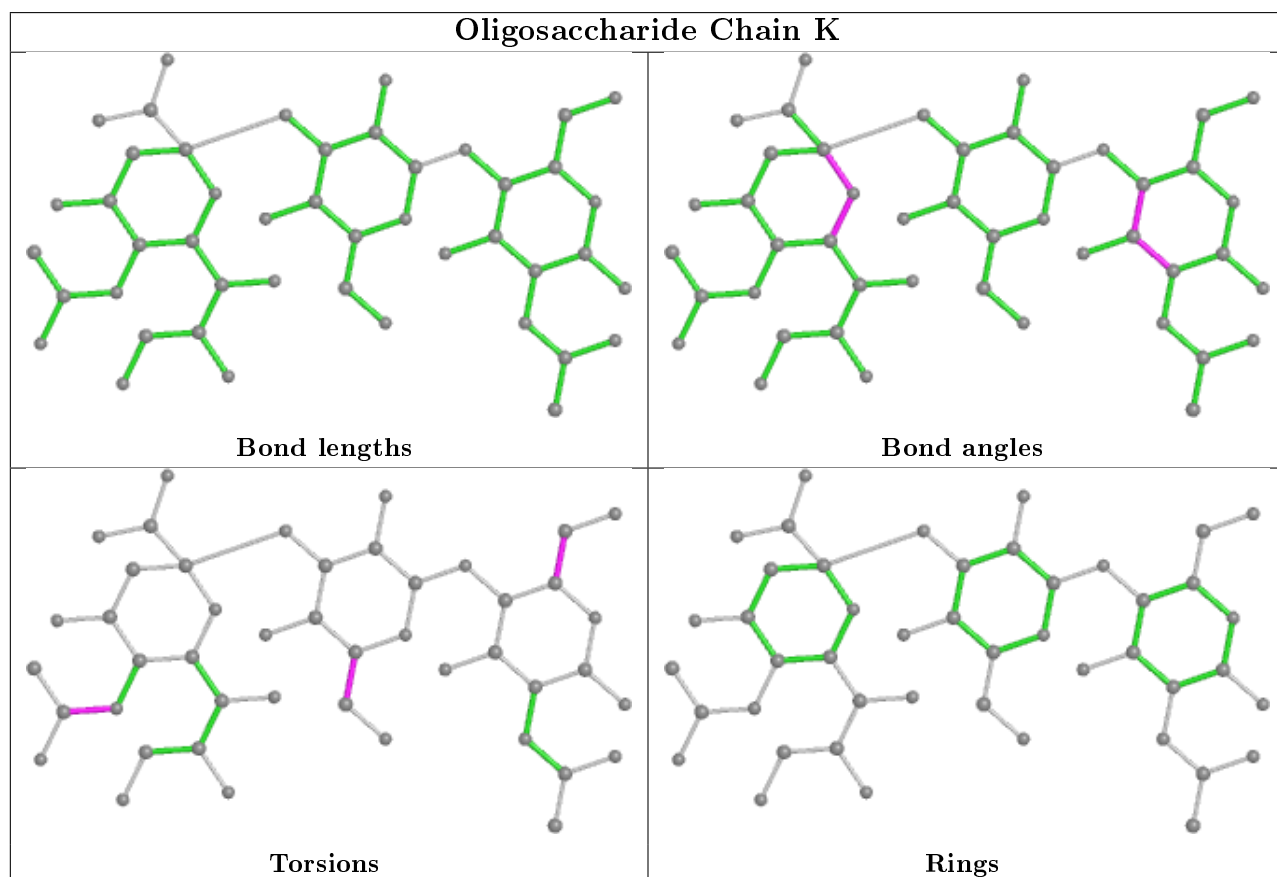 Oligosaccharide Chain K
Bond lengths
Bond angles
Torsions
Rings